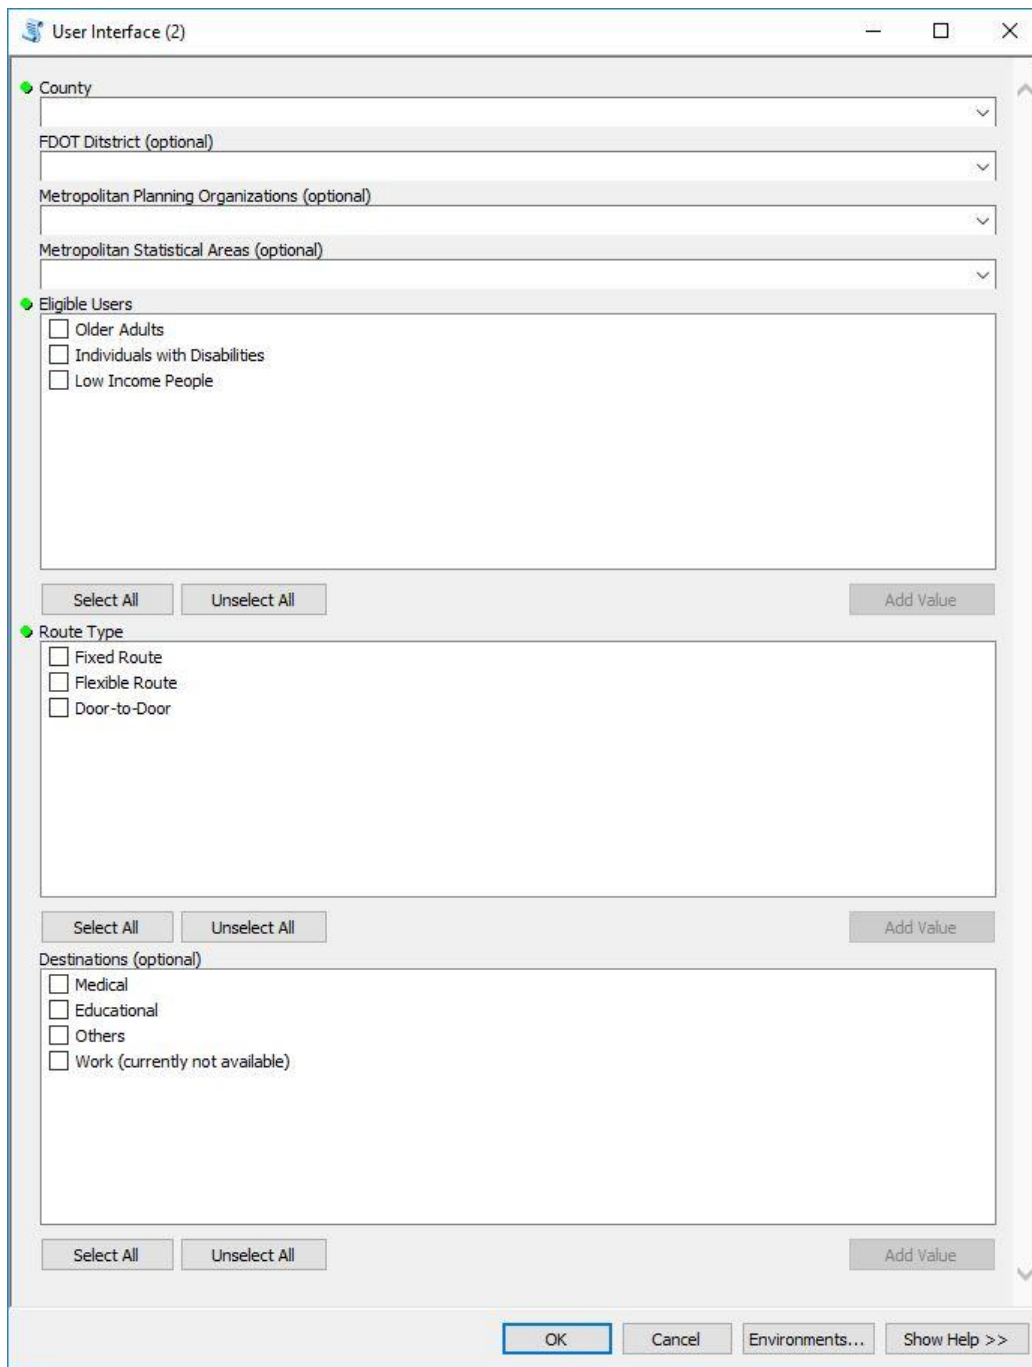 User Interface (2)
County
FDOT Ditstrict (optional)
Metropolitan Planning Organizations (optional)
Metropolitan Statistical Areas (optional)
Eligible Users
Older Adults
Individuals with Disabilities
Low Income People
Select All Unselect All Add Value
Route Type
Fixed Route
Flexible Route
Door-to-Door
Select All Unselect All Add Value
Destinations (optional)
Medical
Educational
Others
Work (currently not available)
Select All Unselect All Add Value
OK Cancel Environments... Show Help >>